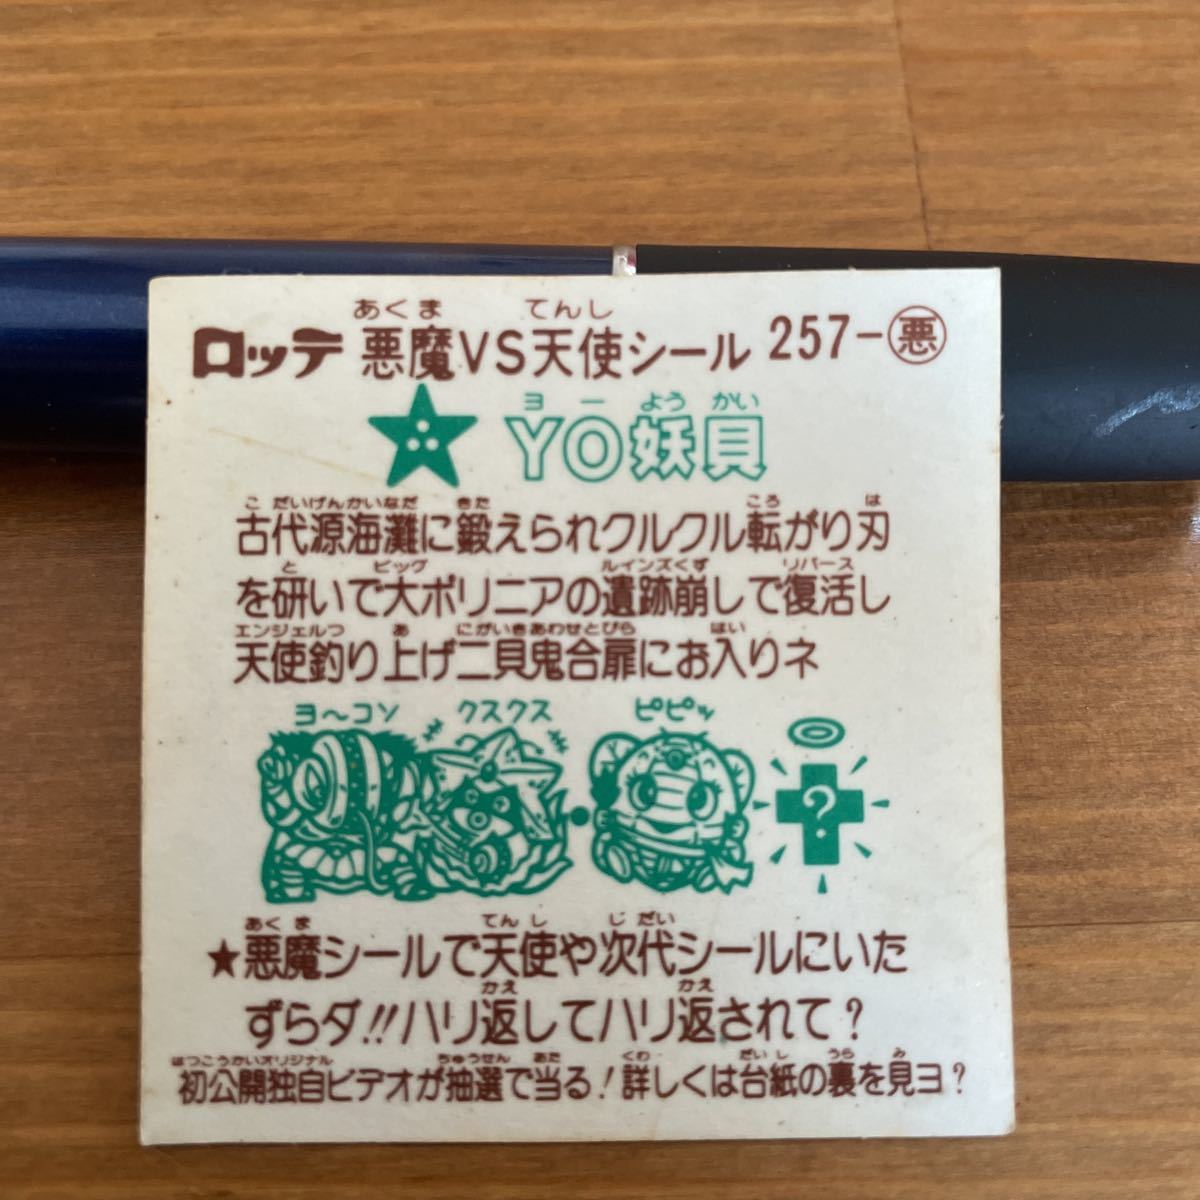 あくま てんし
ロッテ 悪魔VS天使シール 257-悪
ヨー よう かい
YO妖貝
こ だいげんかいなだ きた ころ は
古代源海灘に鍛えられクルクル転がり刃
と ビッグ ルインズくず リバース
を研いで大ポリニアの遺跡崩しで復活し
エンジェルつ あ にがいきあわせとびら はい
天使釣り上げ二貝鬼合扉にお入りネ
ヨ〜コソ クスクス ピピッ
?
あく ま てん し じ だい
★悪魔シールで天使や次代シールにいた
かえ かえ
ずらダ!!ハリ返してハリ返されて?
はつこうかいオリジナル ちゅうせん あた くわ だい し うら み
初公開独自ビデオが抽選で当る!詳しくは台紙の裏を見ヨ?